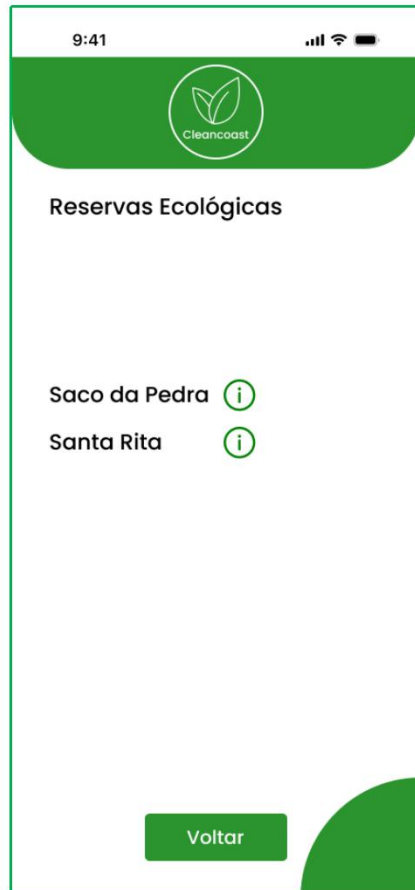 9:41
Cleancoast
Reservas Ecológicas
Saco da Pedra i
Santa Rita i
Voltar